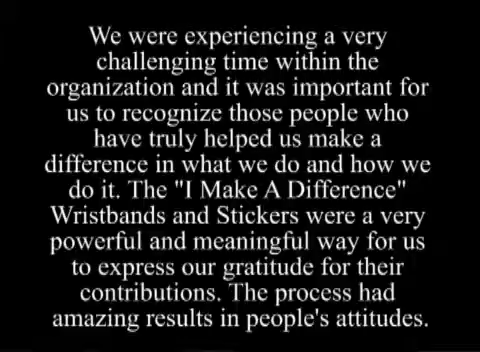 We were experiencing a very
challenging time within the
organization and it was important for
us to recognize those people who
have truly helped us make a
difference in what we do and how we
do it. The "I Make A Difference"
Wristbands and Stickers were a very
powerful and meaningful way for us
to express our gratitude for their
contributions. The process had
amazing results in people's attitudes.